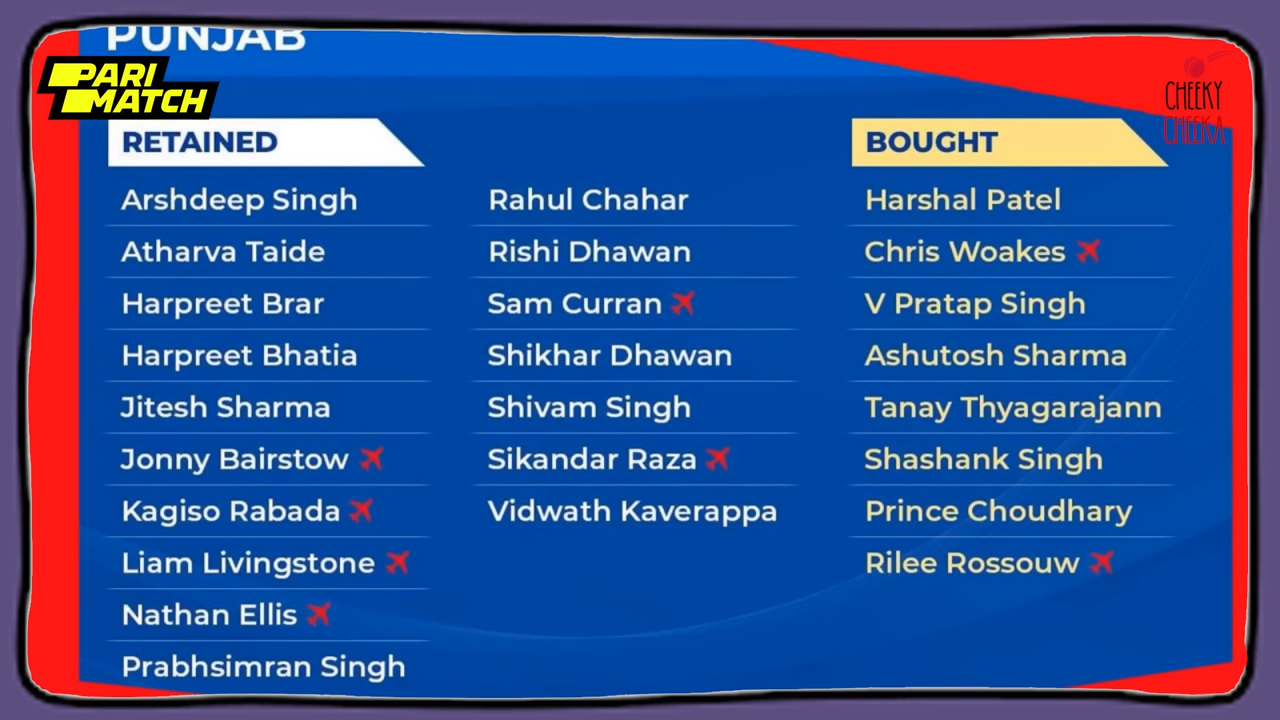 PUNJAB
PARI
MATCH
CHEEKY
CHEEKA
RETAINED
Arshdeep Singh
Atharva Taide
Harpreet Brar
Harpreet Bhatia
Jitesh Sharma
Jonny Bairstow
Kagiso Rabada
Liam Livingstone
Nathan Ellis
Prabhsimran Singh
Rahul Chahar
Rishi Dhawan
Sam Curran
Shikhar Dhawan
Shivam Singh
Sikandar Raza
Vidwath Kaverappa
BOUGHT
Harshal Patel
Chris Woakes
V Pratap Singh
Ashutosh Sharma
Tanay Thyagarajann
Shashank Singh
Prince Choudhary
Rilee Rossouw